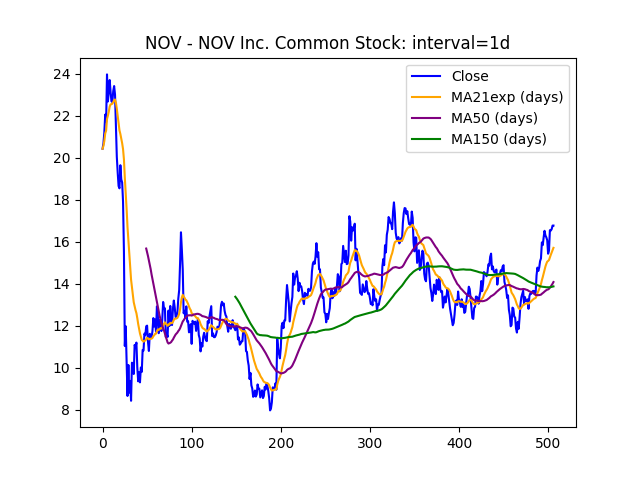 NOV - NOV Inc. Common Stock: interval=1d
Close
MA21exp (days)
MA50 (days)
MA150 (days)
24
22
20
18
16
14
12
10
8
0 100 200 300 400 500